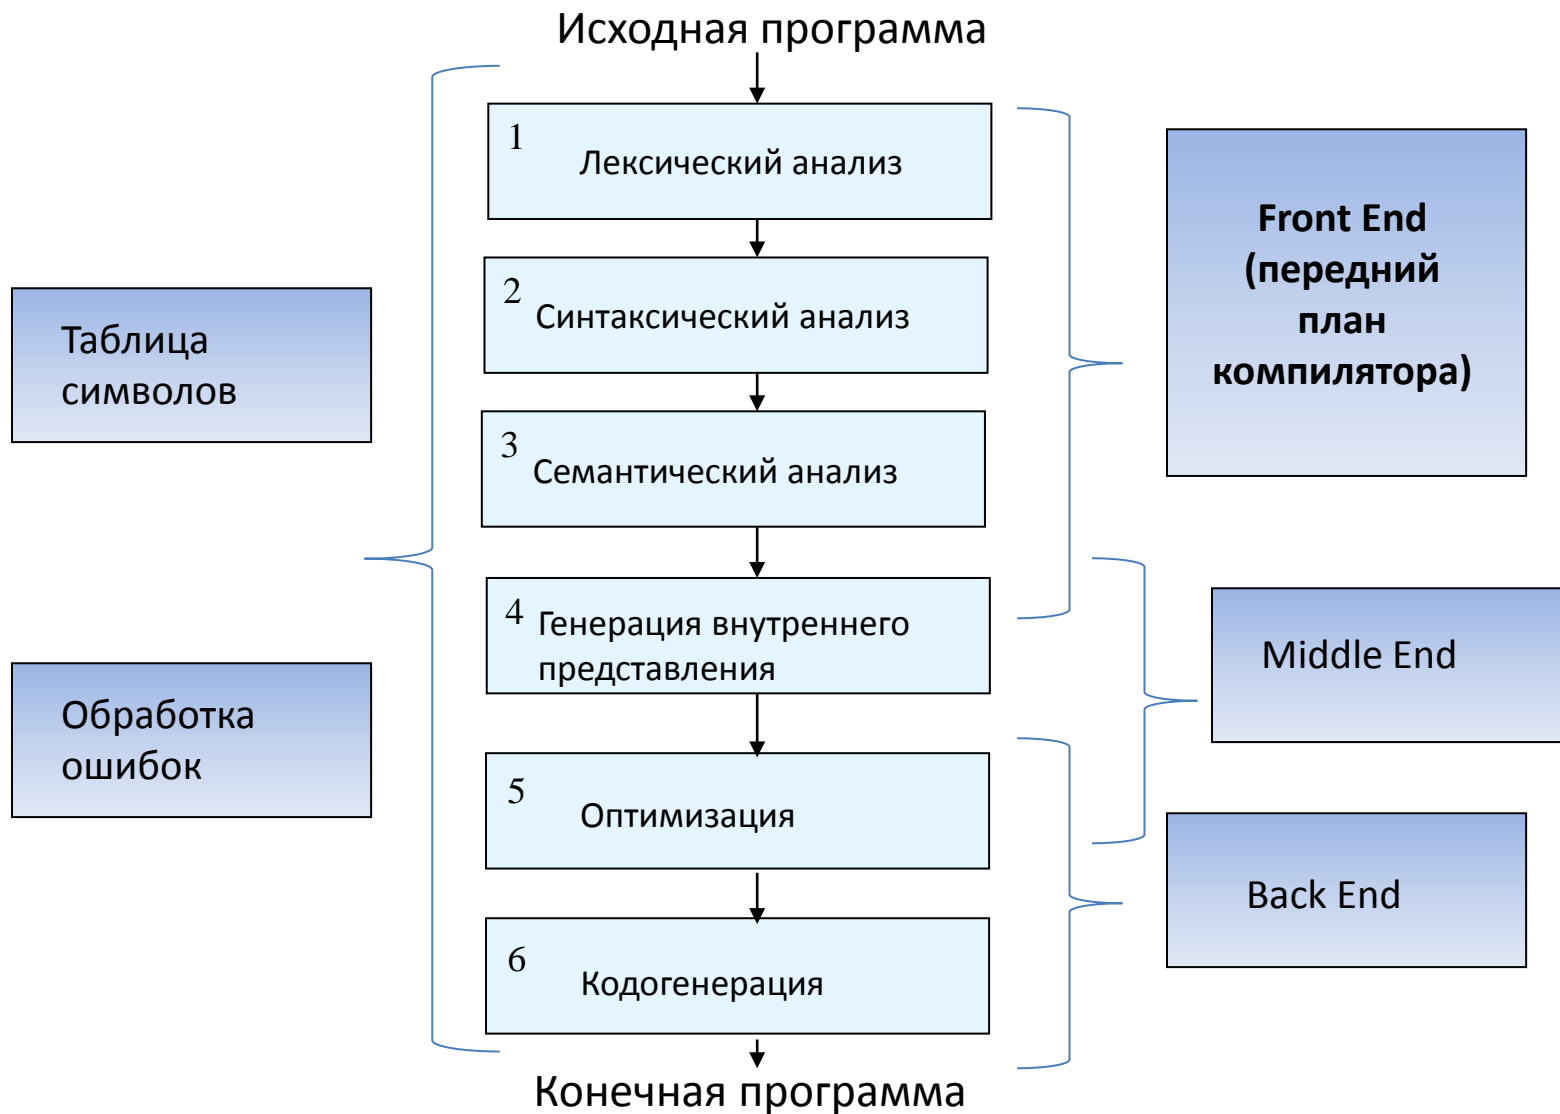 Исходная программа
1
Лексический анализ
2
Синтаксический анализ
3
Семантический анализ
4
Генерация внутреннего
представления
5
Оптимизация
6
Кодогенерация
Конечная программа
Таблица
символов
Обработка
ошибок
Front End
(передний
план
компилятора)
Middle End
Back End